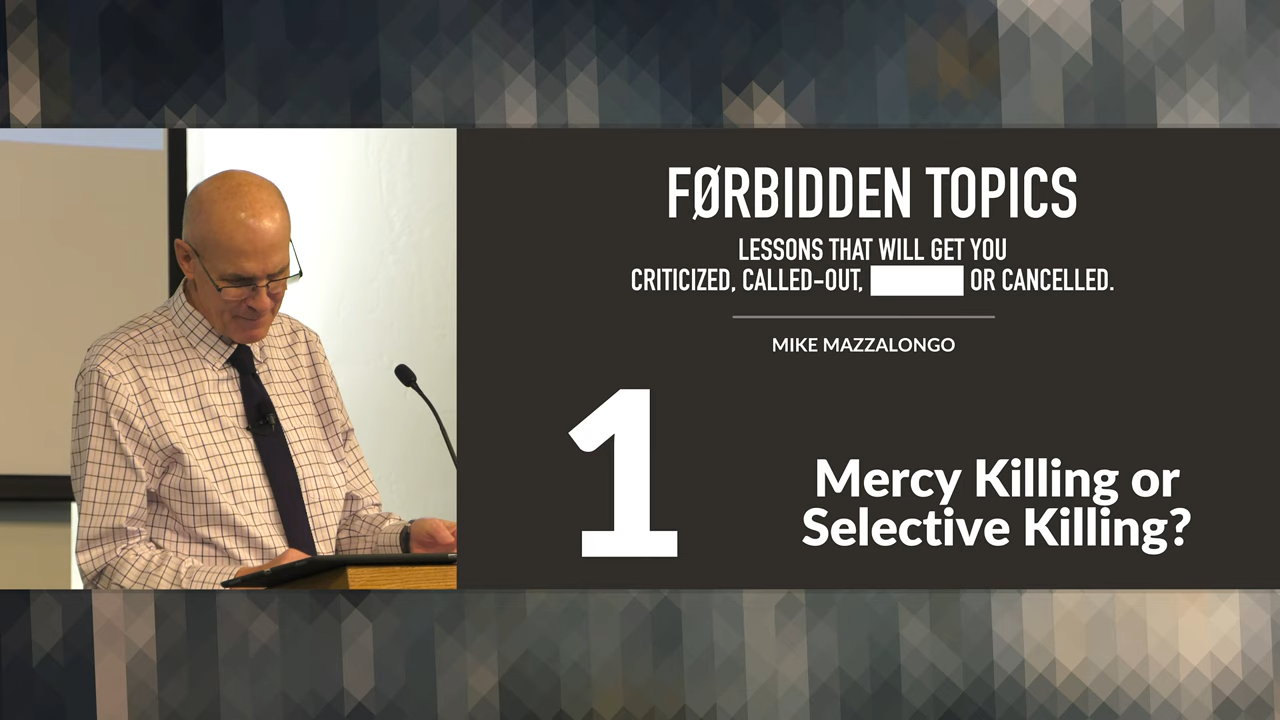 FØRBIDDEN TOPICS
LESSONS THAT WILL GET YOU
CRITICIZED, CALLED-OUT, OR CANCELLED.
MIKE MAZZALONGO
1
Mercy Killing or
Selective Killing?